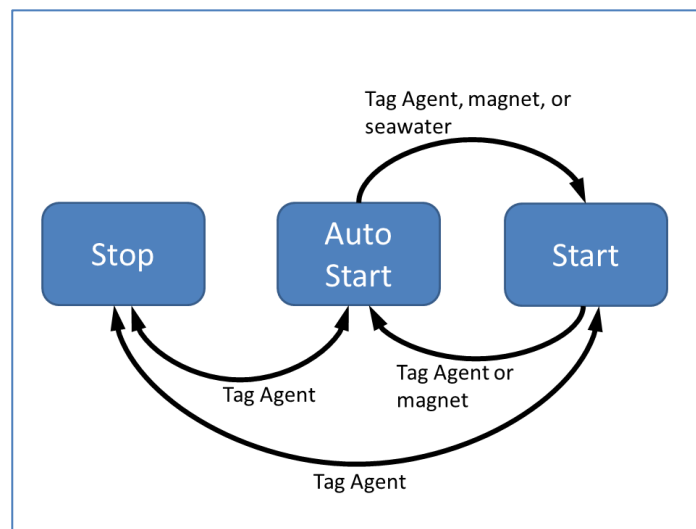 Tag Agent, magnet, or
seawater
Stop
Auto
Start
Start
Tag Agent
Tag Agent or
magnet
Tag Agent